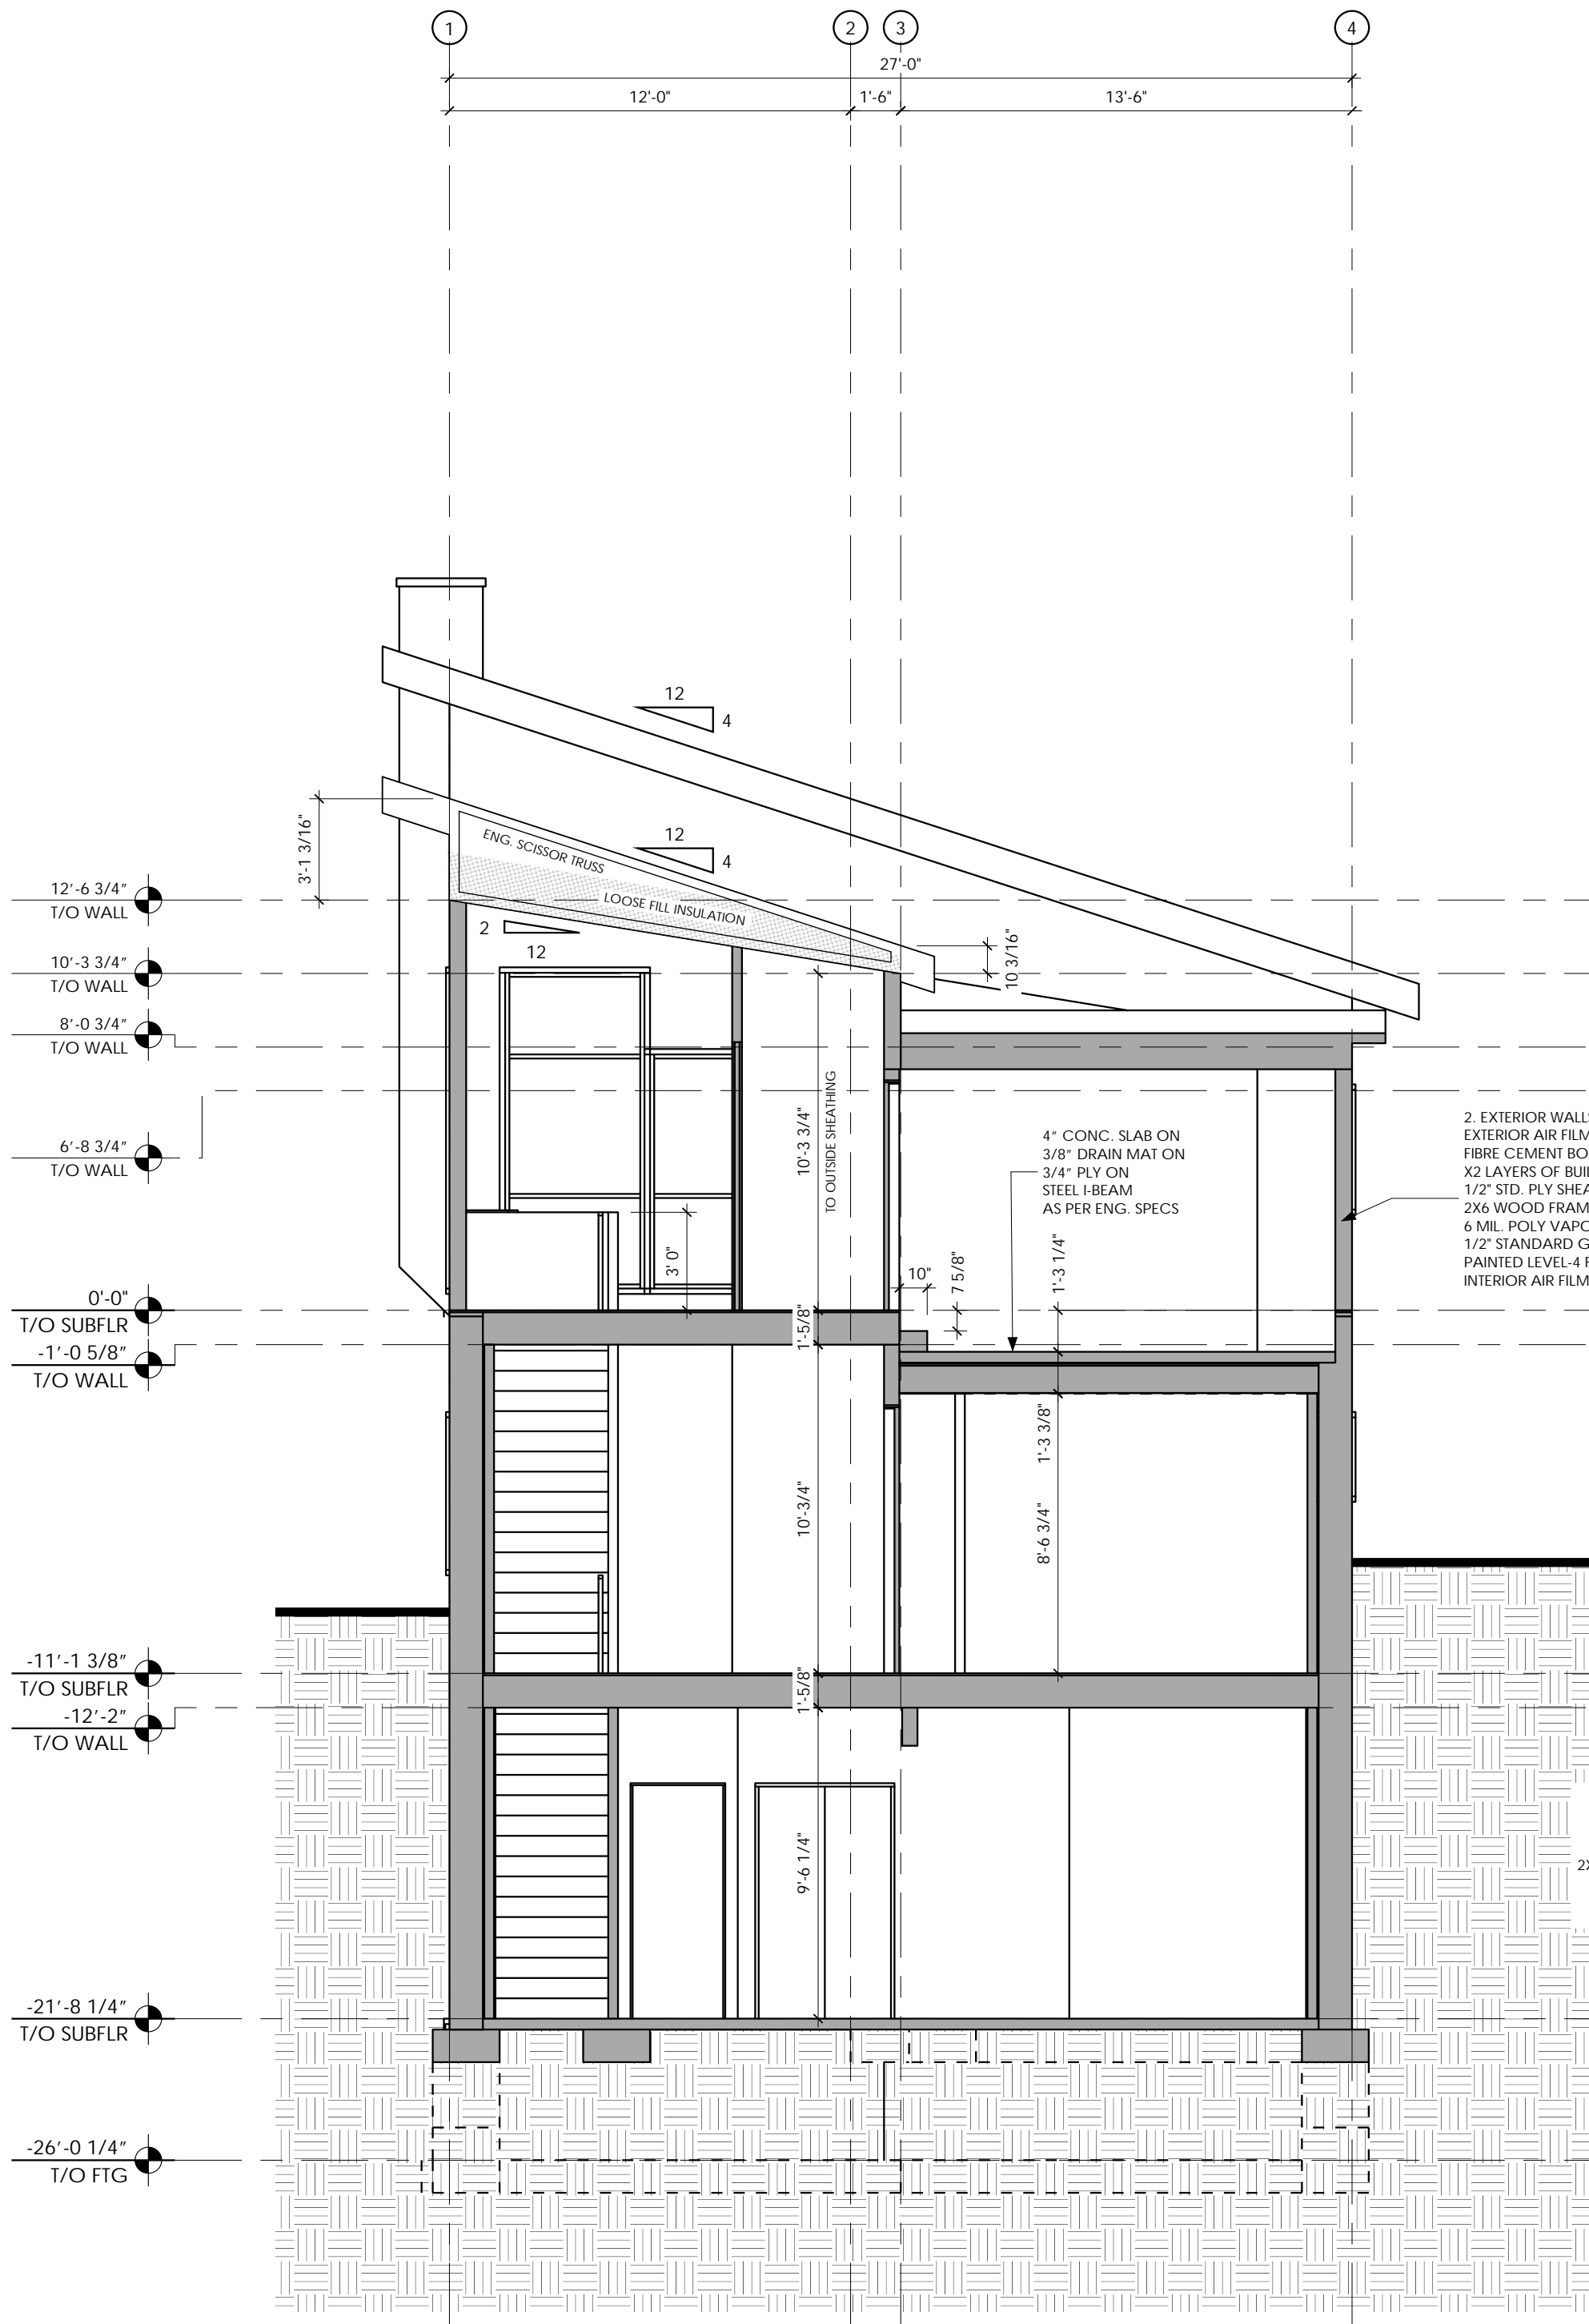 1 2 3 4
27'-0"
12'-0" 1'-6" 13'-6"
12
4
3'-1 3/16"
ENG. SCISSOR TRUSS
12
4
LOOSE FILL INSULATION
12'-6 3/4"
T/O WALL
2
12
10 3/16"
10'-3 3/4"
T/O WALL
8'-0 3/4"
T/O WALL
6'-8 3/4"
T/O WALL
10'-3 3/4"
TO OUTSIDE SHEATHING
4" CONC. SLAB ON
3/8" DRAIN MAT ON
3/4" PLY ON
STEEL I-BEAM
AS PER ENG. SPECS
2. EXTERIOR WALLS
EXTERIOR AIR FILM
FIBRE CEMENT BO
X2 LAYERS OF BUIL
1/2" STD. PLY SHEA
2X6 WOOD FRAM
6 MIL. POLY VAPO
1/2" STANDARD G
PAINTED LEVEL-4 F
INTERIOR AIR FILM
3' 0"
10"
7 5/8"
1'-3 1/4"
0'-0"
T/O SUBFLR
1'-5/8"
-1'-0 5/8"
T/O WALL
1'-3 3/8"
10'-3/4"
8'-6 3/4"
-11'-1 3/8"
T/O SUBFLR
1'-5/8"
-12'-2"
T/O WALL
9'-6 1/4"
2X
-21'-8 1/4"
T/O SUBFLR
-26'-0 1/4"
T/O FTG